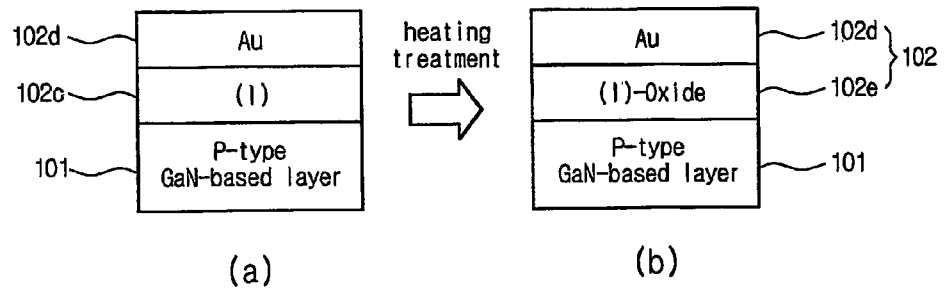 102d
Au
102c
(I)
101
P-type
GaN-based layer
(a)
heating
treatment
Au
102d
102
(I)-Oxide
102e
P-type
GaN-based layer
101
(b)